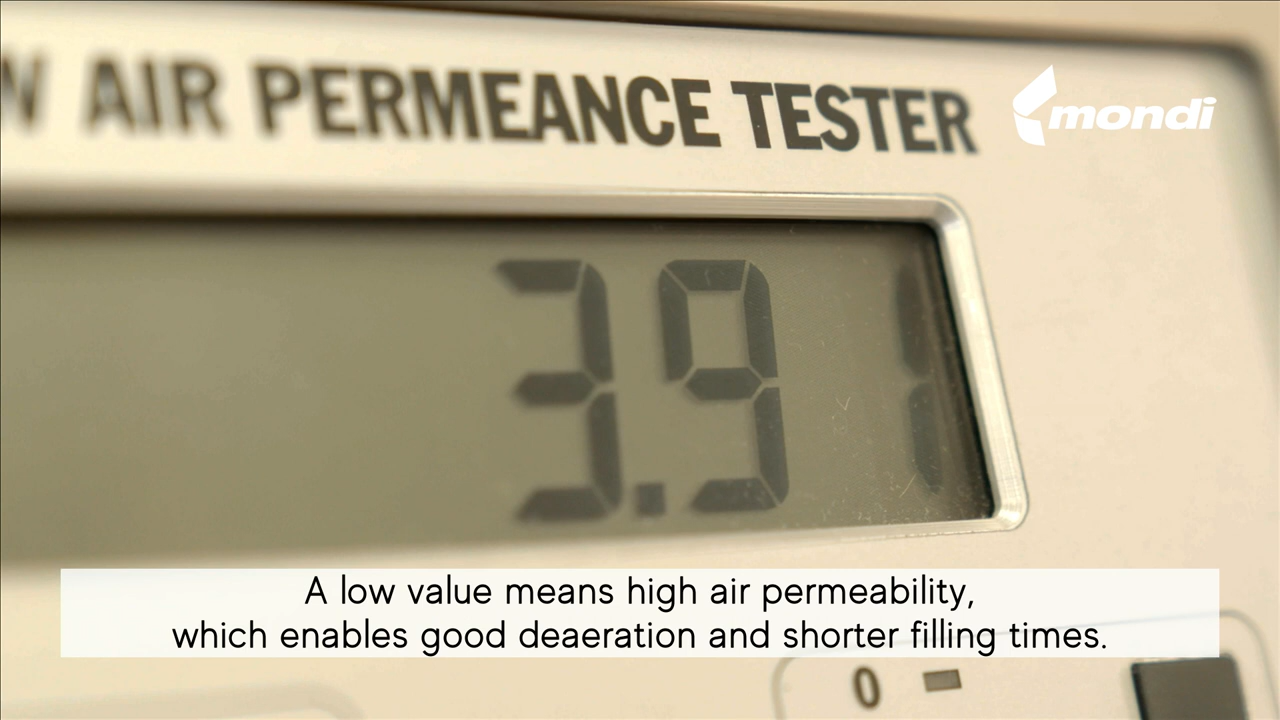 AIR PERMEANCE TESTER
mondi
3.91
A low value means high air permeability,
which enables good deaeration and shorter filling times.
0